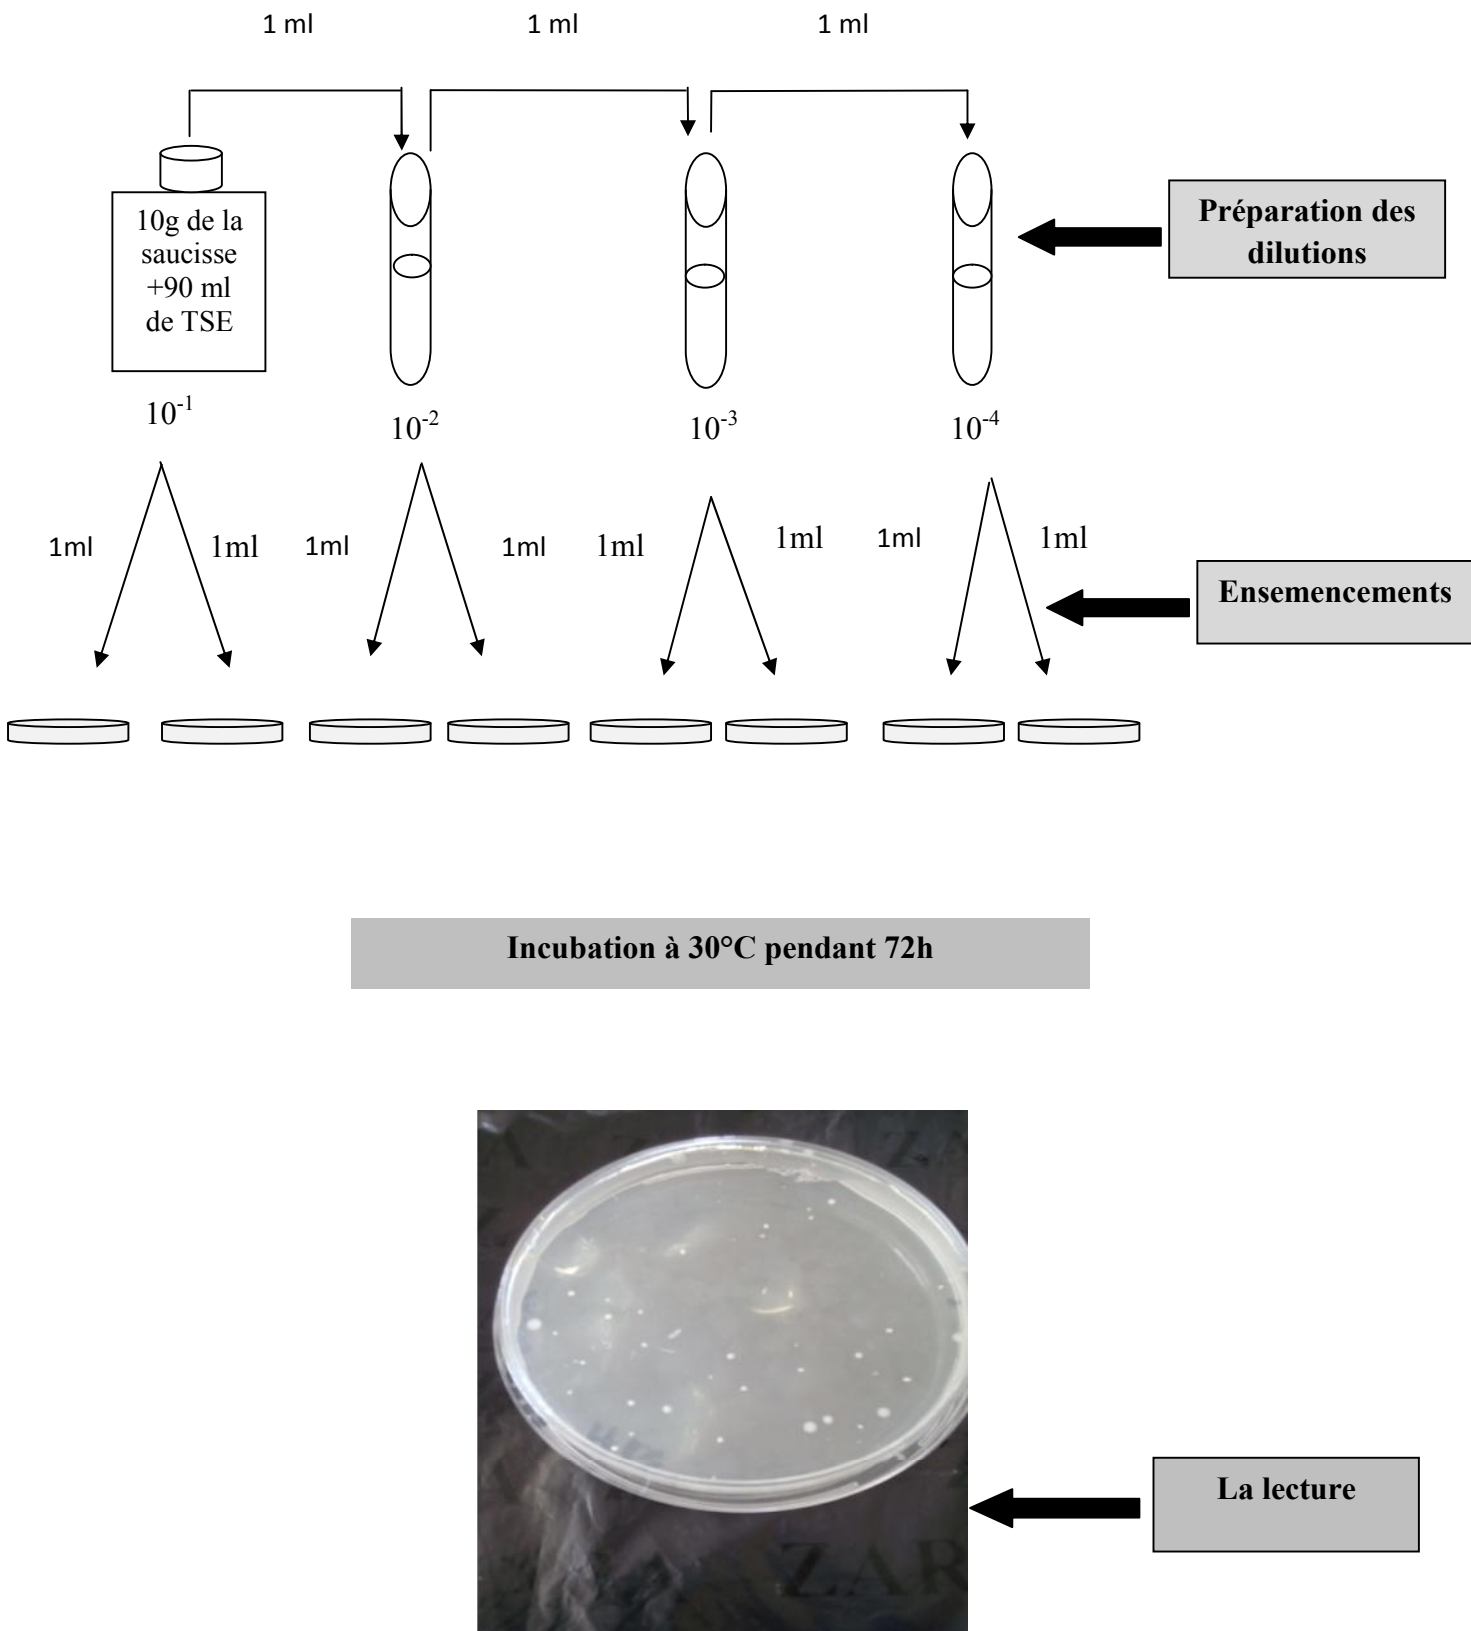 1 ml 1 ml 1 ml
10g de la
saucisse
+90 ml
de TSE
Préparation des
dilutions
10⁻¹ 10⁻² 10⁻³ 10⁻⁴
1ml 1ml 1ml 1ml 1ml 1ml 1ml 1ml
Ensemencements
Incubation à 30°C pendant 72h
La lecture
ZAR